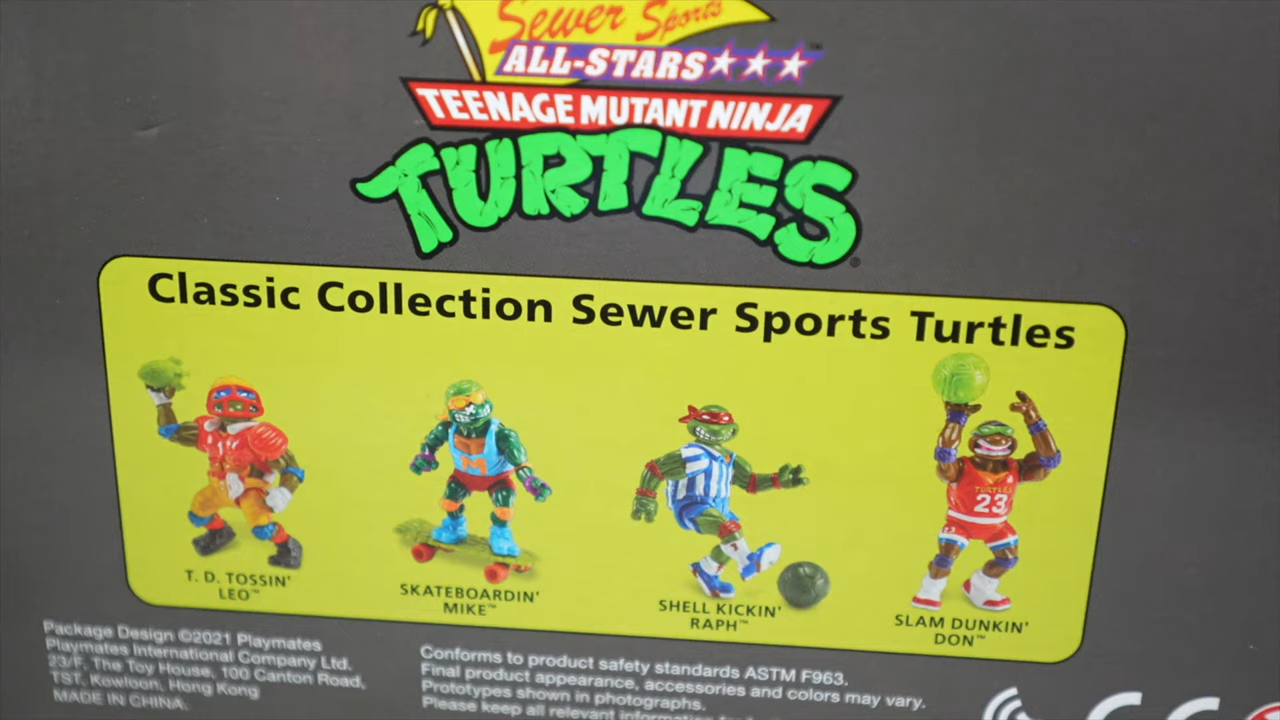 Sewer Sports
ALL-STARS★★★™
TEENAGE MUTANT NINJA
TURTLES®
Classic Collection Sewer Sports Turtles
T. D. TOSSIN'
LEO™
SKATEBOARDIN'
MIKE™
SHELL KICKIN'
RAPH™
TURTLES
23
SLAM DUNKIN'
DON™
Package Design ©2021 Playmates
Playmates International Company Ltd.
23/F, The Toy House, 100 Canton Road,
TST, Kowloon, Hong Kong
MADE IN CHINA.
Conforms to product safety standards ASTM F963.
Final product appearance, accessories and colors may vary.
Prototypes shown in photographs.
Please keep all relevant information